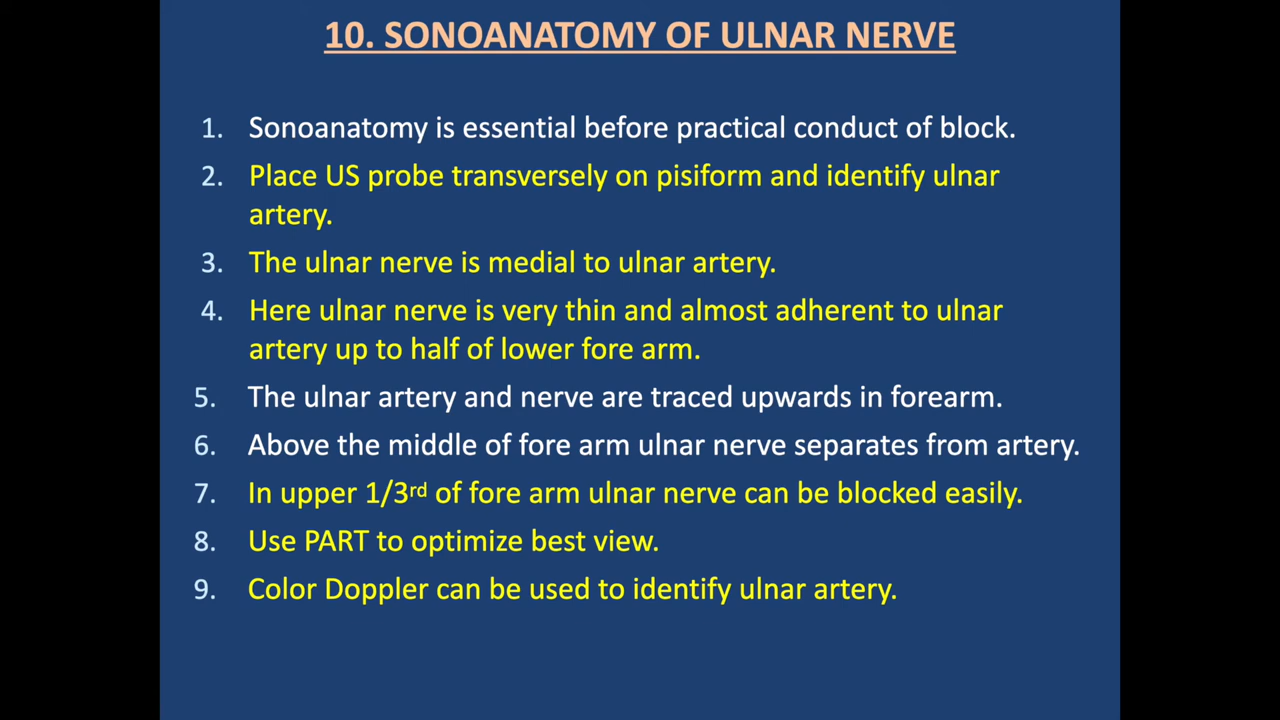 10. SONOANATOMY OF ULNAR NERVE
1. Sonoanatomy is essential before practical conduct of block.
2. Place US probe transversely on pisiform and identify ulnar
artery.
3. The ulnar nerve is medial to ulnar artery.
4. Here ulnar nerve is very thin and almost adherent to ulnar
artery up to half of lower fore arm.
5. The ulnar artery and nerve are traced upwards in forearm.
6. Above the middle of fore arm ulnar nerve separates from artery.
7. In upper 1/3rd of fore arm ulnar nerve can be blocked easily.
8. Use PART to optimize best view.
9. Color Doppler can be used to identify ulnar artery.